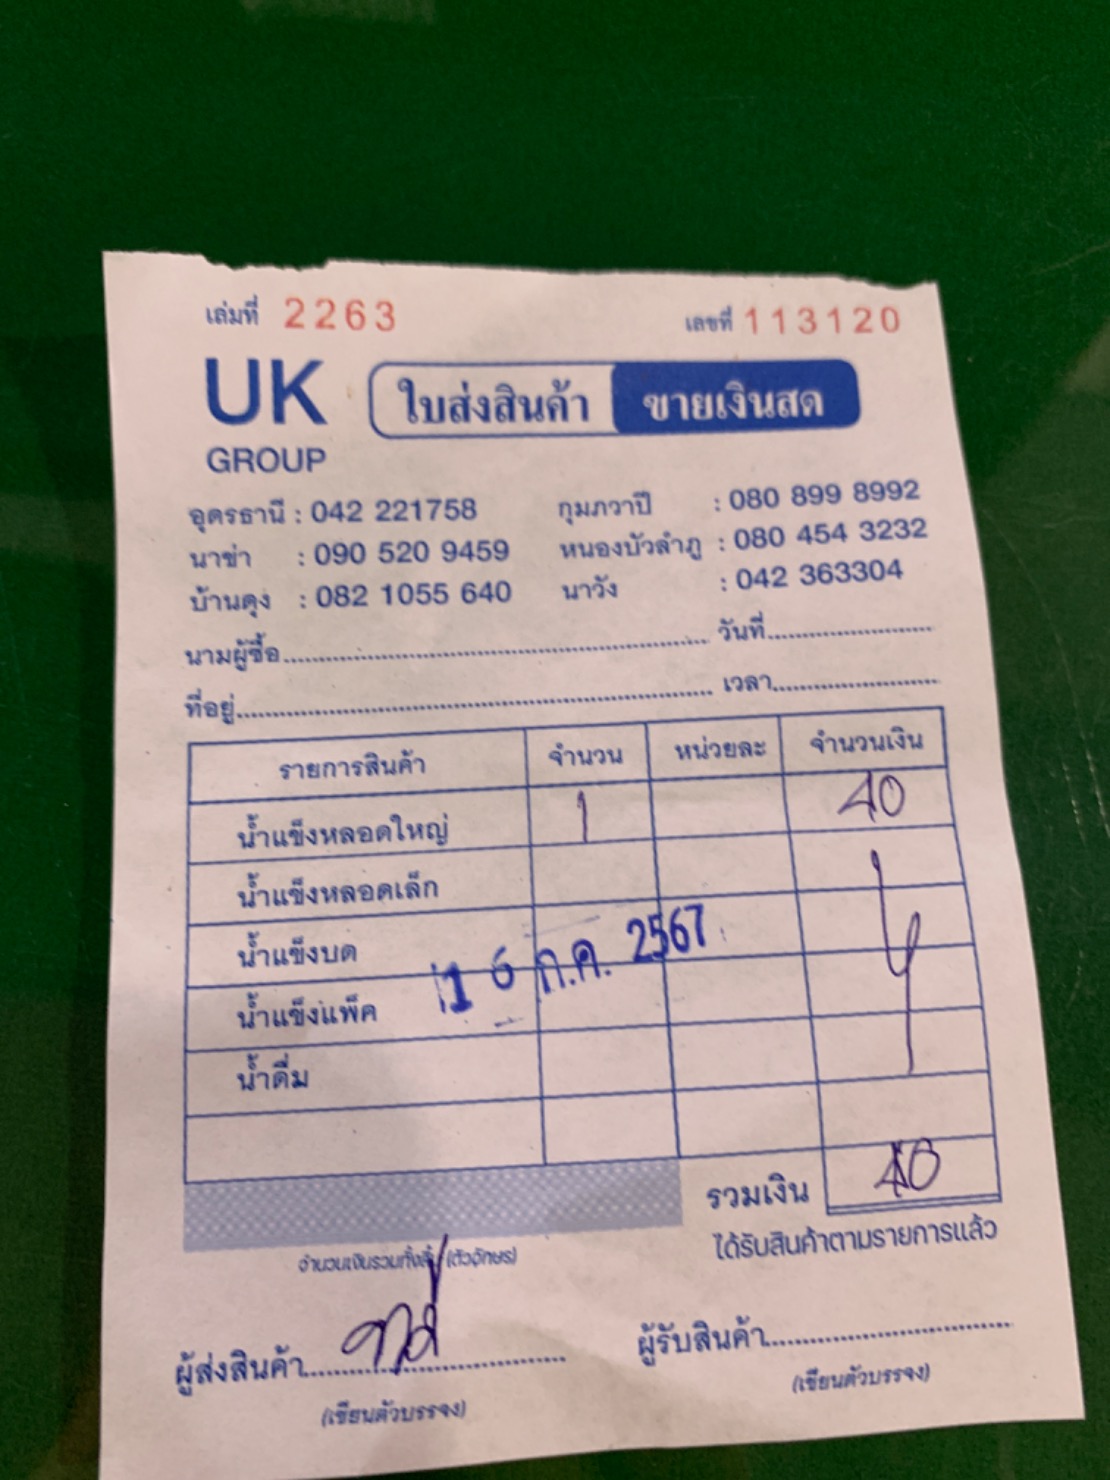 เล่มที่ 2263 เลขที่ 113120
UK GROUP ใบส่งสินค้า ขายเงินสด
อุดรธานี : 042 221758 กุมภวาปี : 080 899 8992
นาข่า : 090 520 9459 หนองบัวลำภู : 080 454 3232
บ้านดุง : 082 1055 640 นาวัง : 042 363304
นามผู้ซื้อ วันที่
ที่อยู่ เวลา
รายการสินค้า จำนวน หน่วยละ จำนวนเงิน
น้ำแข็งหลอดใหญ่ 1 40
น้ำแข็งหลอดเล็ก
น้ำแข็งบด
16 ก.ค. 2567
น้ำแข็งแพ็ค
น้ำดื่ม
รวมเงิน 40
จำนวนเงินรวมทั้งสิ้น (ตัวอักษร) ได้รับสินค้าตามรายการแล้ว
ผู้ส่งสินค้า ผู้รับสินค้า
(เขียนตัวบรรจง) (เขียนตัวบรรจง)